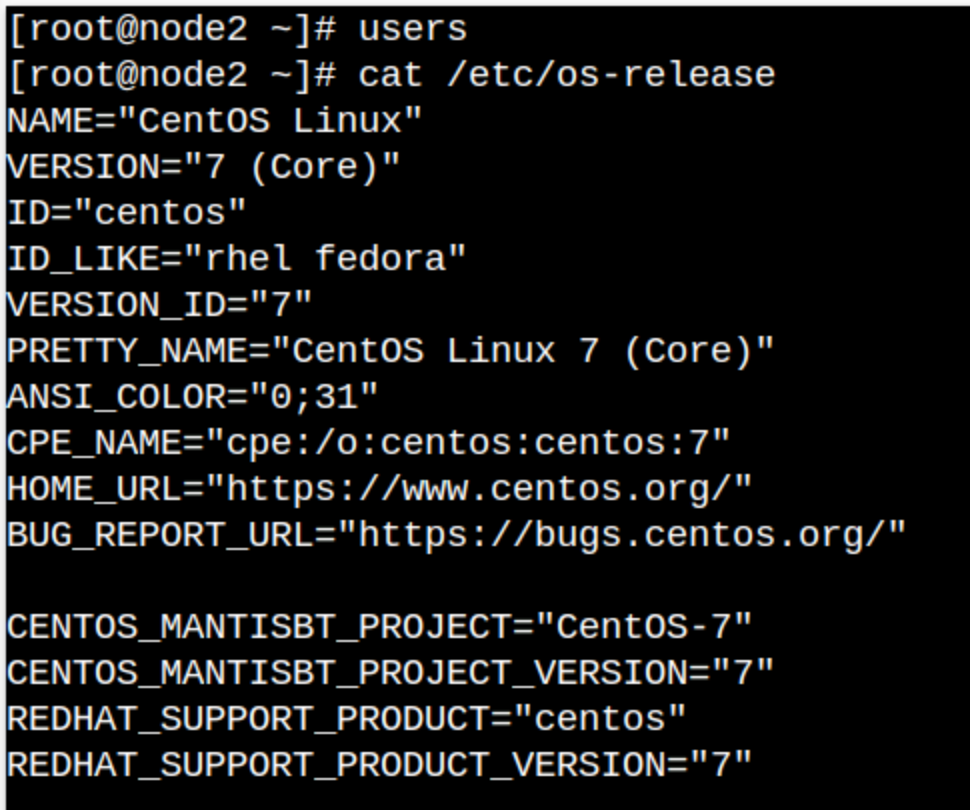 [root@node2 ~]# users
[root@node2 ~]# cat /etc/os-release
NAME="CentOS Linux"
VERSION="7 (Core)"
ID="centos"
ID_LIKE="rhel fedora"
VERSION_ID="7"
PRETTY_NAME="CentOS Linux 7 (Core)"
ANSI_COLOR="0;31"
CPE_NAME="cpe:/o:centos:centos:7"
HOME_URL="https://www.centos.org/"
BUG_REPORT_URL="https://bugs.centos.org/"

CENTOS_MANTISBT_PROJECT="CentOS-7"
CENTOS_MANTISBT_PROJECT_VERSION="7"
REDHAT_SUPPORT_PRODUCT="centos"
REDHAT_SUPPORT_PRODUCT_VERSION="7"